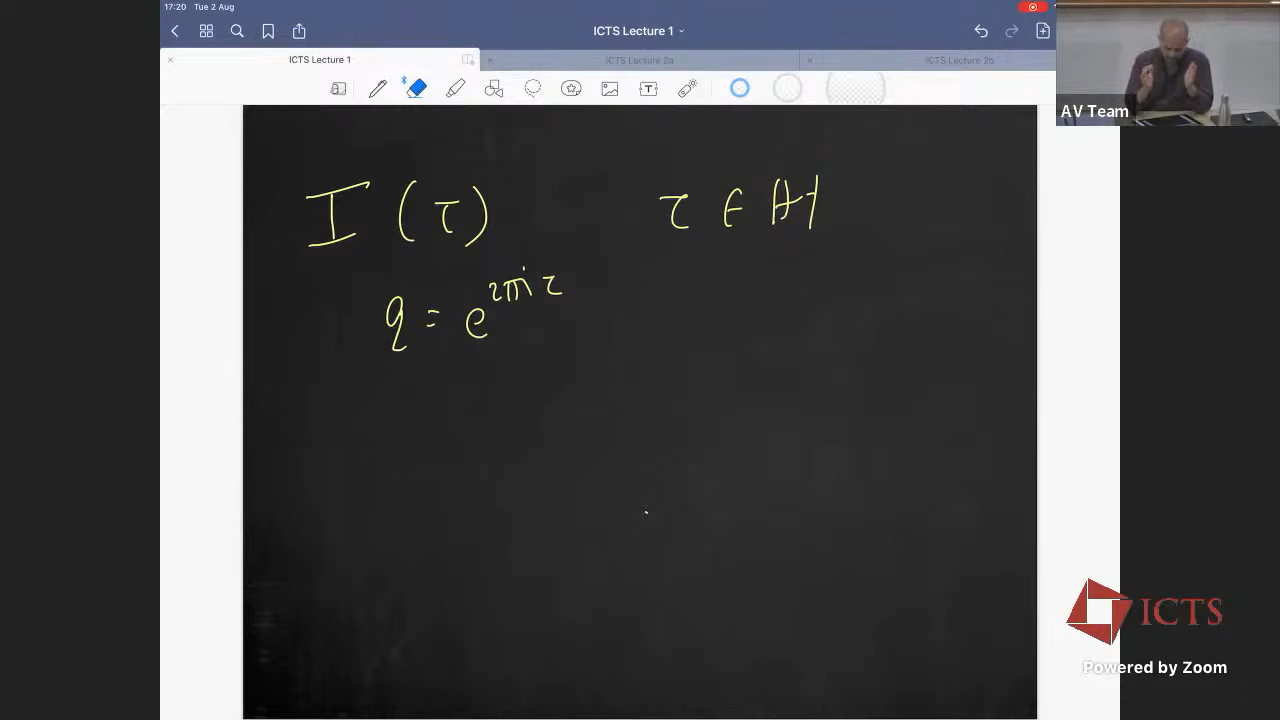 17:20 Tue 2 Aug
ICTS Lecture 1
ICTS Lecture 1 ICTS Lecture 2a ICTS Lecture 2b
AV Team
I (τ) τ ∈ ℍ
q = e^{2πiτ}
ICTS
Powered by Zoom